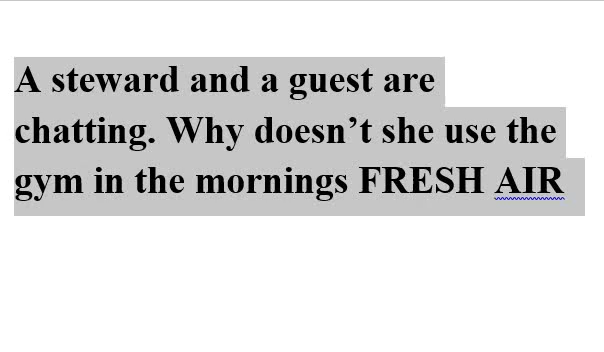 A steward and a guest are
chatting. Why doesn’t she use the
gym in the mornings FRESH AIR